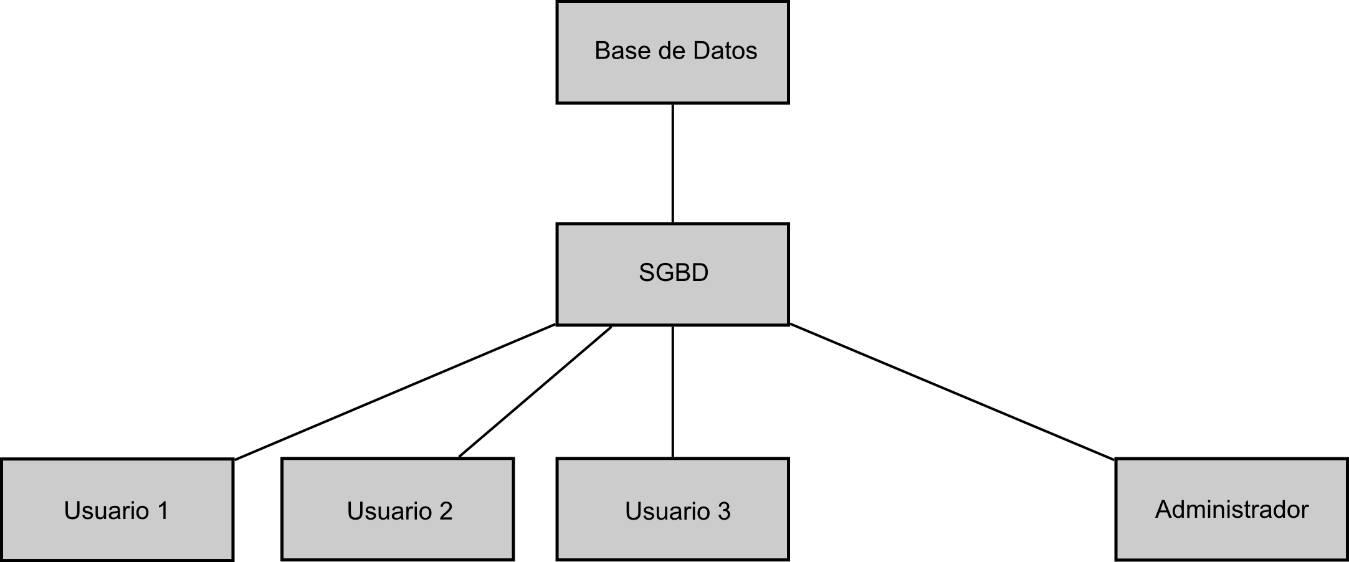 Base de Datos
SGBD
Usuario 1
Usuario 2
Usuario 3
Administrador